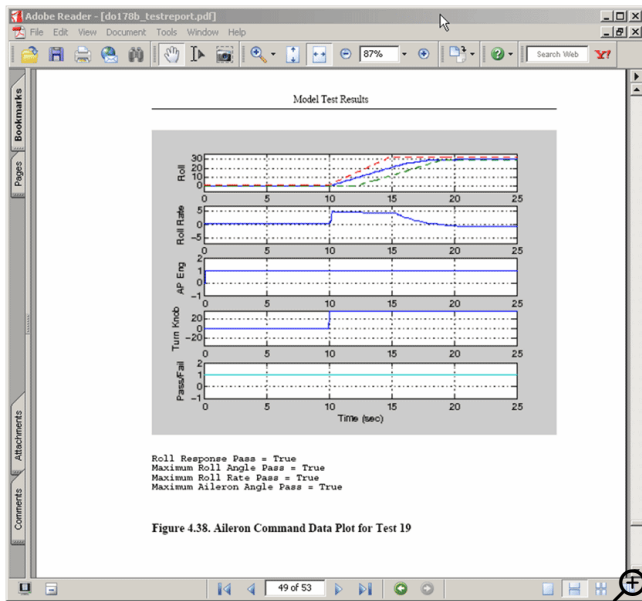 Adobe Reader - [do178b_testreport.pdf]
File Edit View Document Tools Window Help
87%
Search Web
Y!
Bookmarks
Pages
Attachments
Comments
Model Test Results
Roll
30
20
10
0
0 5 10 15 20 25
Roll Rate
5
0
-5
0 5 10 15 20 25
AP Eng
2
1
0
-1
0 5 10 15 20 25
Turn Knob
20
0
-20
0 5 10 15 20 25
Pass/Fail
2
1
0
-1
0 5 10 15 20 25
Time (sec)
Roll Response Pass = True
Maximum Roll Angle Pass = True
Maximum Roll Rate Pass = True
Maximum Aileron Angle Pass = True
Figure 4.38. Aileron Command Data Plot for Test 19
49 of 53